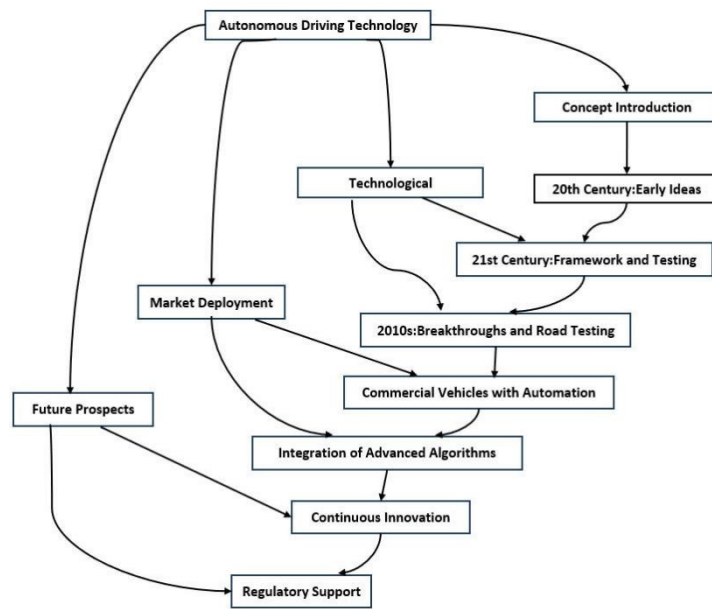 Autonomous Driving Technology
Concept Introduction
Technological
20th Century:Early Ideas
21st Century:Framework and Testing
Market Deployment
2010s:Breakthroughs and Road Testing
Commercial Vehicles with Automation
Future Prospects
Integration of Advanced Algorithms
Continuous Innovation
Regulatory Support